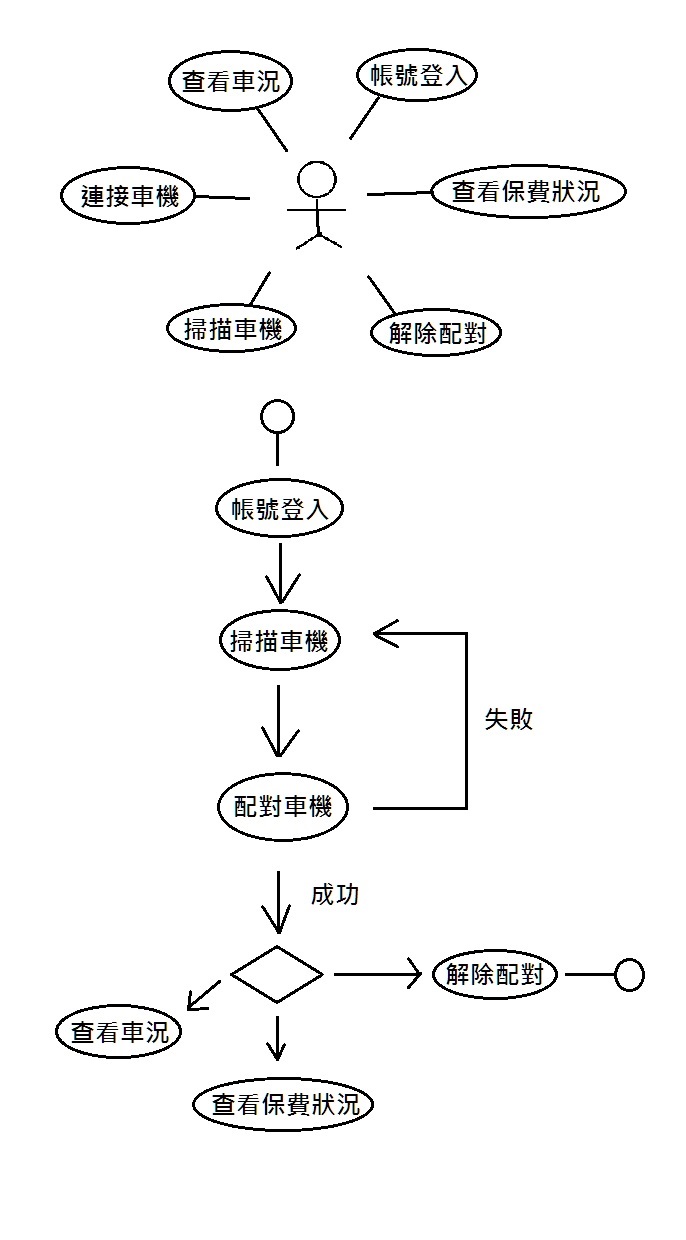 查看車況
帳號登入
連接車機
查看保費狀況
掃描車機
解除配對
帳號登入
掃描車機
失敗
配對車機
成功
解除配對
查看車況
查看保費狀況